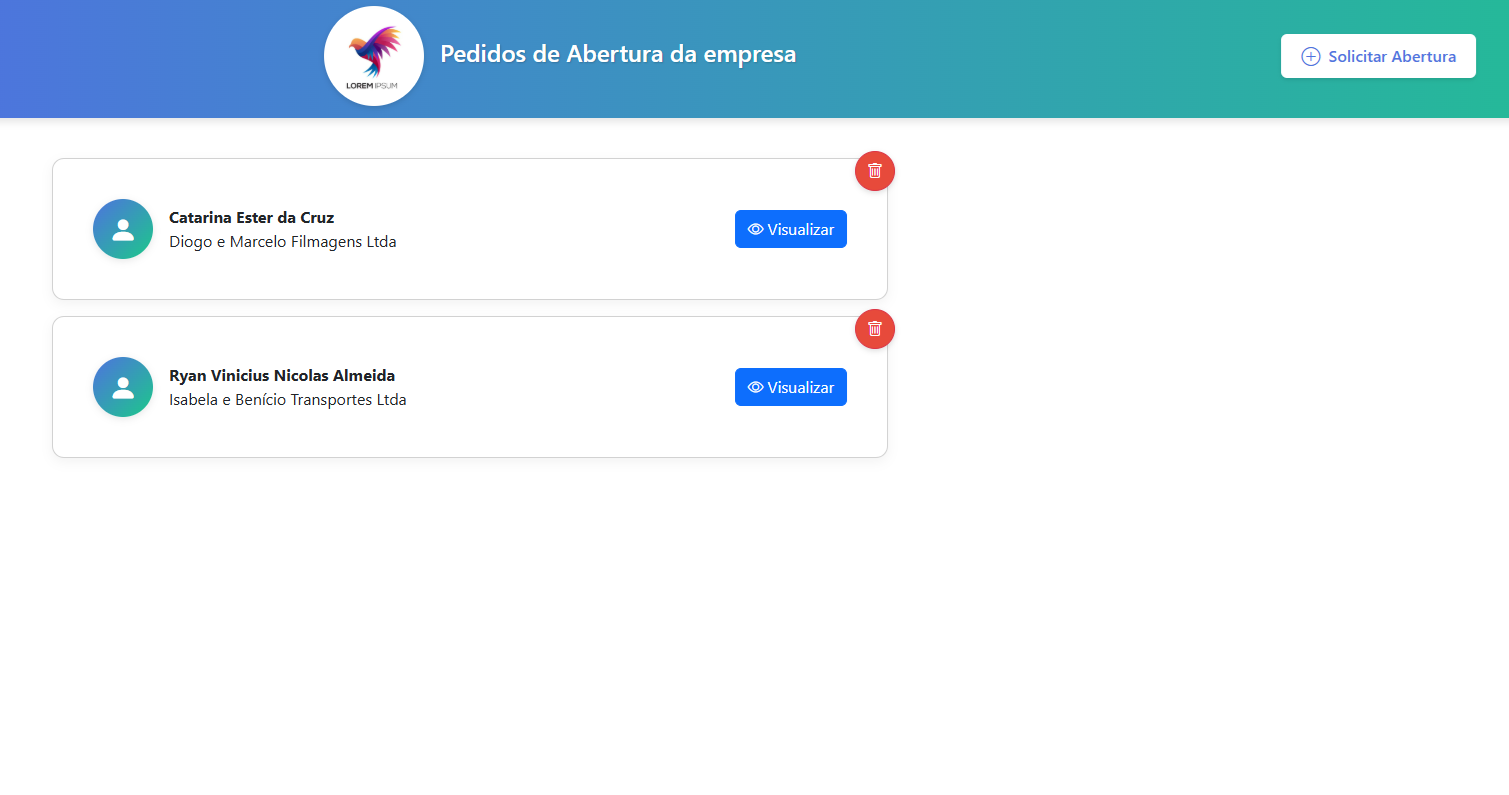 LOREM IPSUM
Pedidos de Abertura da empresa
Solicitar Abertura
Catarina Ester da Cruz
Diogo e Marcelo Filmagens Ltda
Visualizar
Ryan Vinicius Nicolas Almeida
Isabela e Benício Transportes Ltda
Visualizar